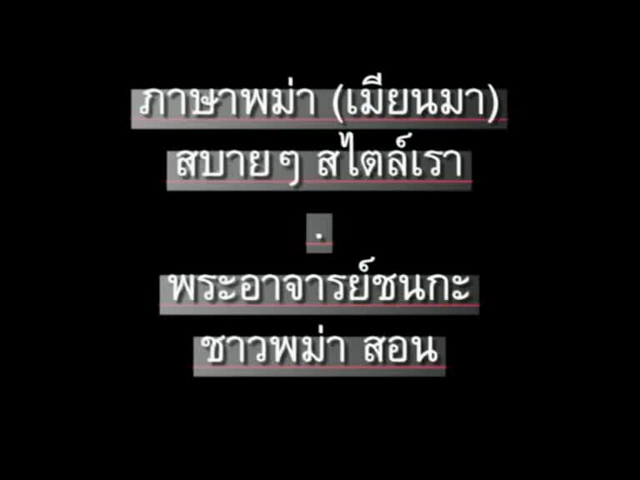 ภาษาพม่า (เมียนมา)
สบายๆ สไตล์เรา
.
พระอาจารย์ชนกะ
ชาวพม่า สอน